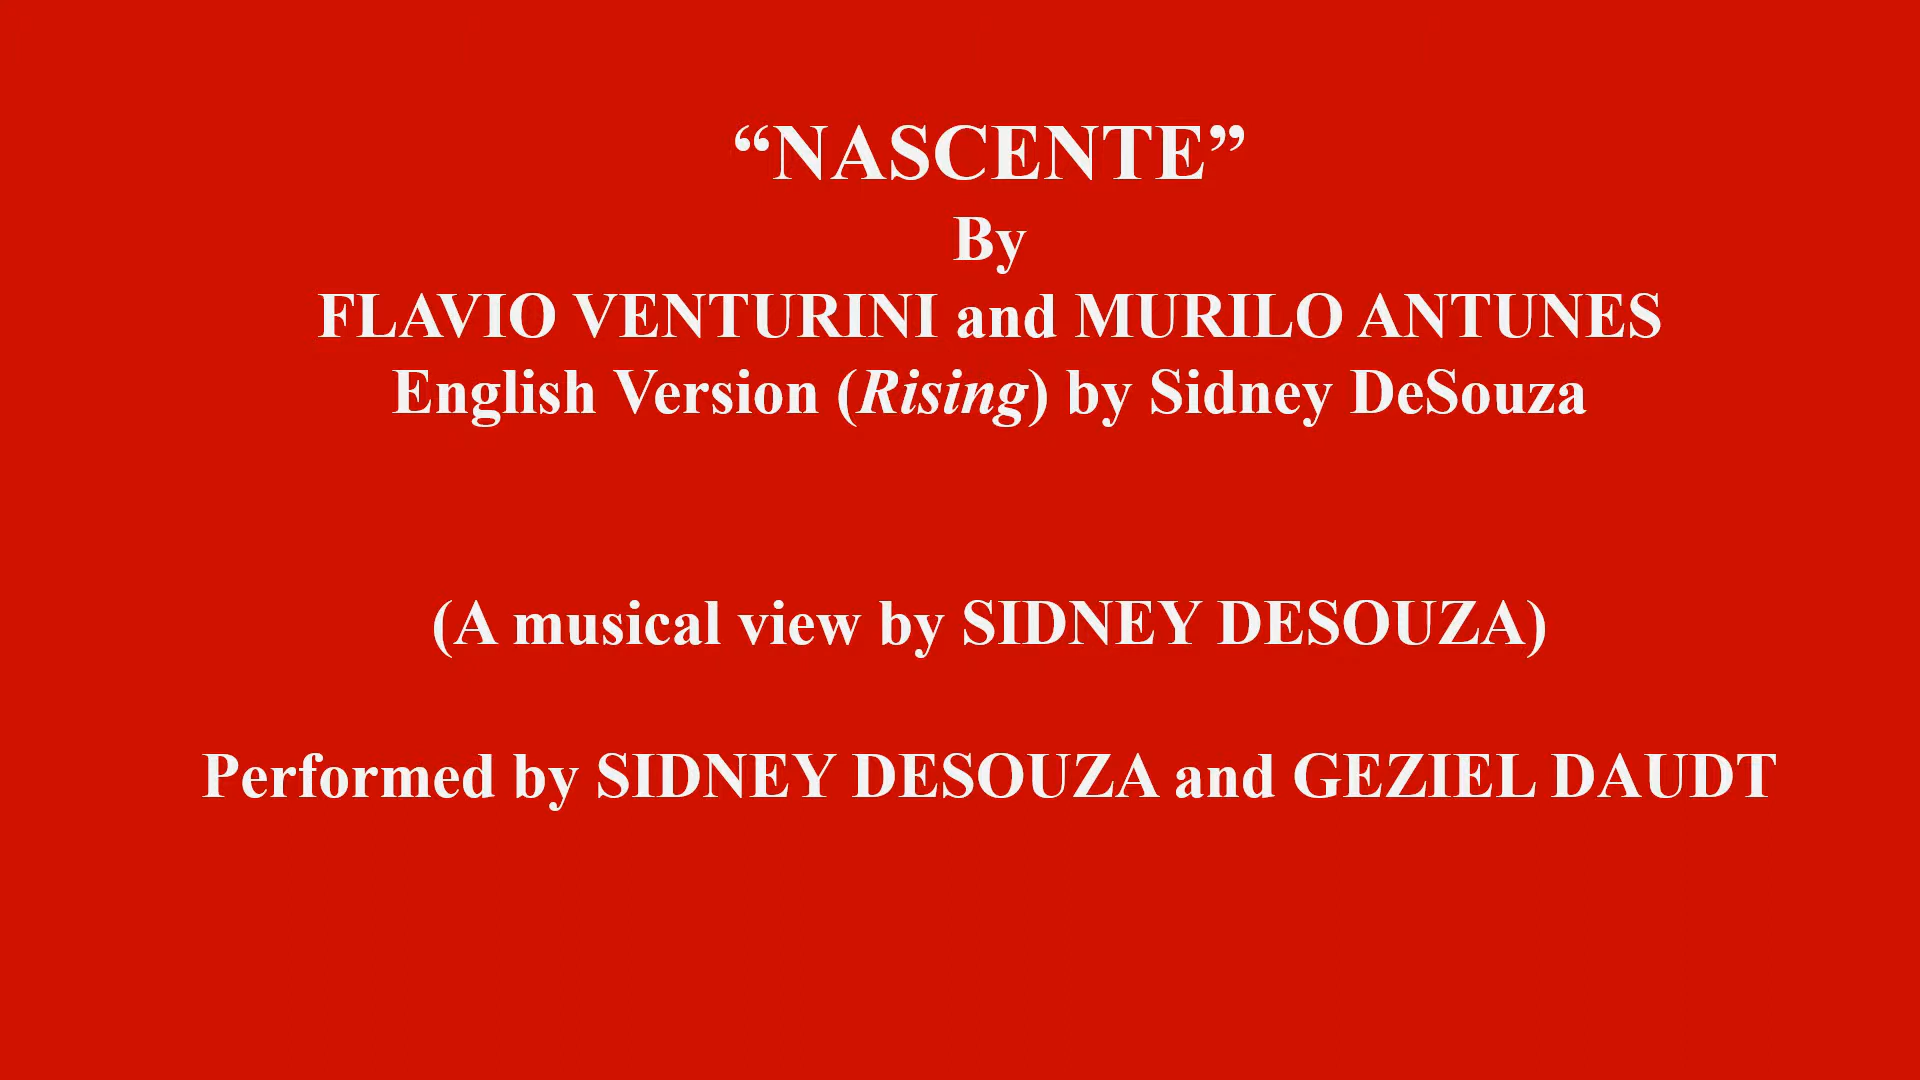 “NASCENTE”
By
FLAVIO VENTURINI and MURILO ANTUNES
English Version (Rising) by Sidney DeSouza
(A musical view by SIDNEY DESOUZA)
Performed by SIDNEY DESOUZA and GEZIEL DAUDT